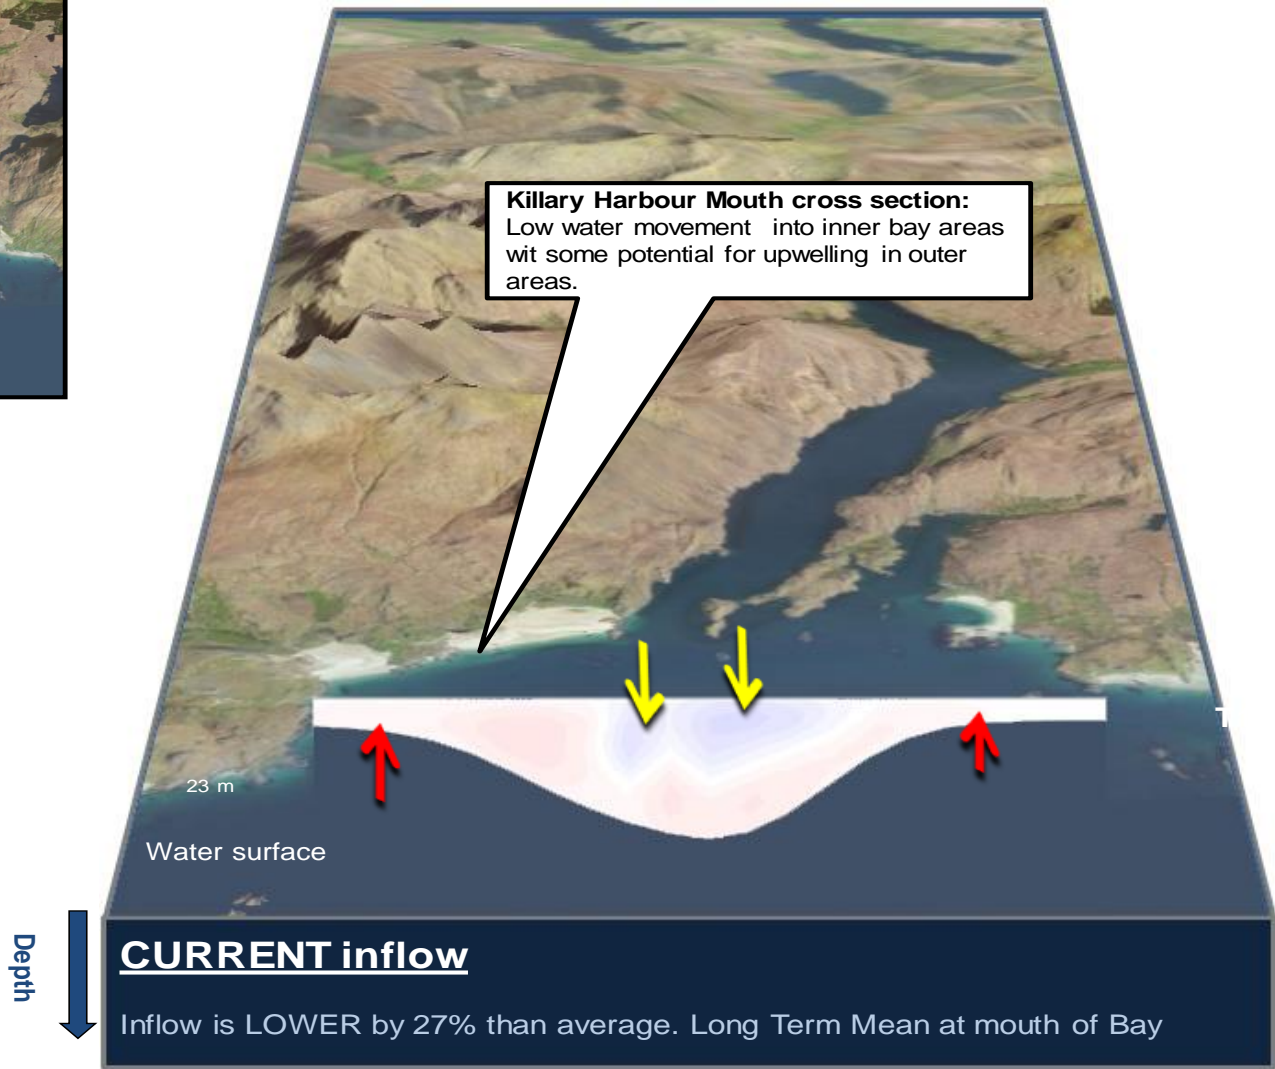 Killary Harbour Mouth cross section:
Low water movement into inner bay areas
wit some potential for upwelling in outer
areas.
T
23 m
Water surface
Depth
CURRENT inflow
Inflow is LOWER by 27% than average. Long Term Mean at mouth of Bay